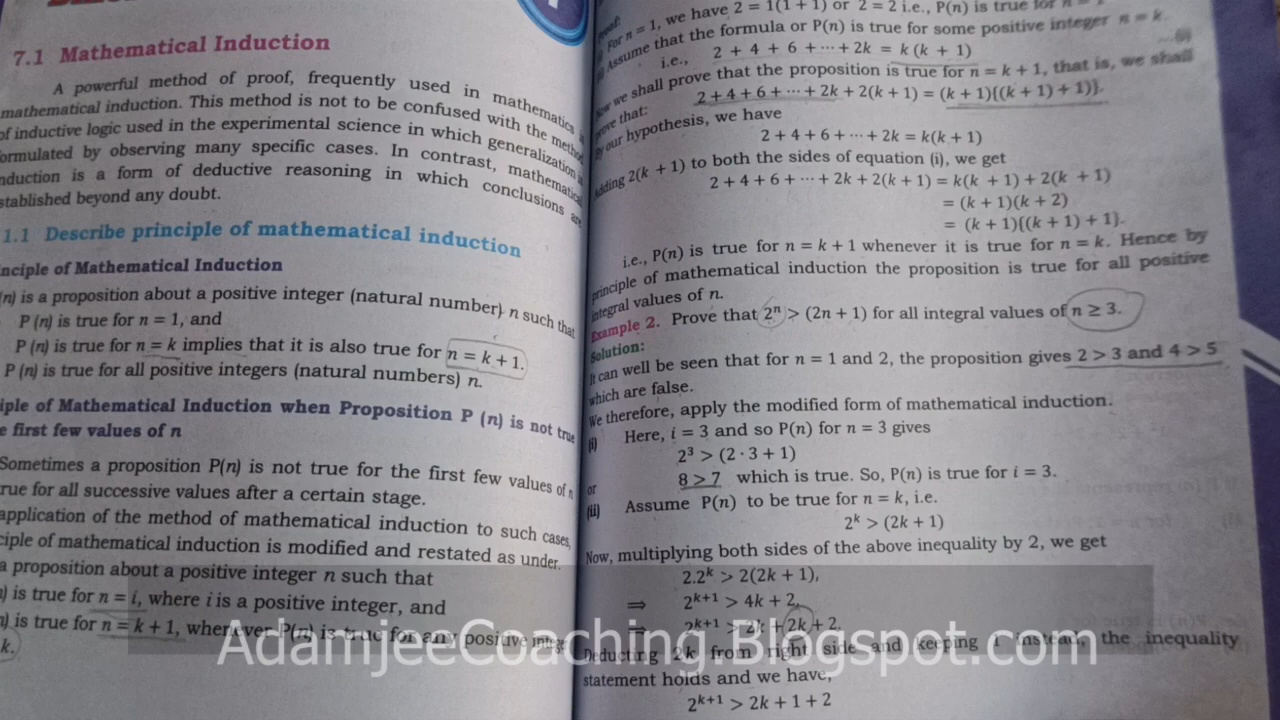 7.1 Mathematical Induction
A powerful method of proof, frequently used in mathematics
mathematical induction. This method is not to be confused with the method
of inductive logic used in the experimental science in which generalization
ormulated by observing many specific cases. In contrast, mathematical
nduction is a form of deductive reasoning in which conclusions are
stablished beyond any doubt.
1.1 Describe principle of mathematical induction
nciple of Mathematical Induction
(n) is a proposition about a positive integer (natural number) n such that
P (n) is true for n = 1, and
P (n) is true for n = k implies that it is also true for n = k + 1.
P (n) is true for all positive integers (natural numbers) n.
iple of Mathematical Induction when Proposition P (n) is not true
e first few values of n
Sometimes a proposition P(n) is not true for the first few values of n
rue for all successive values after a certain stage.
application of the method of mathematical induction to such cases,
ciple of mathematical induction is modified and restated as under.
a proposition about a positive integer n such that
) is true for n = i, where i is a positive integer, and
) is true for n = k + 1, whenever P(n) is true for any positive integ
k.
Proof:
(i) For n = 1, we have 2 = 1(1 + 1) or 2 = 2 i.e., P(n) is true for n = 1
(ii) Assume that the formula or P(n) is true for some positive integer n = k
i.e., 2 + 4 + 6 + ··· + 2k = k (k + 1) (i)
Now we shall prove that the proposition is true for n = k + 1, that is, we shall
prove that: 2 + 4 + 6 + ··· + 2k + 2(k + 1) = (k + 1){(k + 1) + 1)}.
By our hypothesis, we have
2 + 4 + 6 + ··· + 2k = k(k + 1)
Adding 2(k + 1) to both the sides of equation (i), we get
2 + 4 + 6 + ··· + 2k + 2(k + 1) = k(k + 1) + 2(k + 1)
= (k + 1)(k + 2)
= (k + 1){(k + 1) + 1}.
i.e., P(n) is true for n = k + 1 whenever it is true for n = k. Hence by
principle of mathematical induction the proposition is true for all positive
integral values of n.
Example 2. Prove that 2ⁿ > (2n + 1) for all integral values of n ≥ 3.
Solution:
It can well be seen that for n = 1 and 2, the proposition gives 2 > 3 and 4 > 5
which are false.
We therefore, apply the modified form of mathematical induction.
(i) Here, i = 3 and so P(n) for n = 3 gives
2³ > (2 · 3 + 1)
or 8 > 7 which is true. So, P(n) is true for i = 3.
(ii) Assume P(n) to be true for n = k, i.e.
2ᵏ > (2k + 1)
Now, multiplying both sides of the above inequality by 2, we get
2.2ᵏ > 2(2k + 1),
⇒ 2ᵏ⁺¹ > 4k + 2,
⇒ 2ᵏ⁺¹ > 2k + 2k + 2,
Deducting 2k from right side and keeping 1 instead, the inequality
statement holds and we have,
2ᵏ⁺¹ > 2k + 1 + 2
AdamjeeCoaching.Blogspot.com